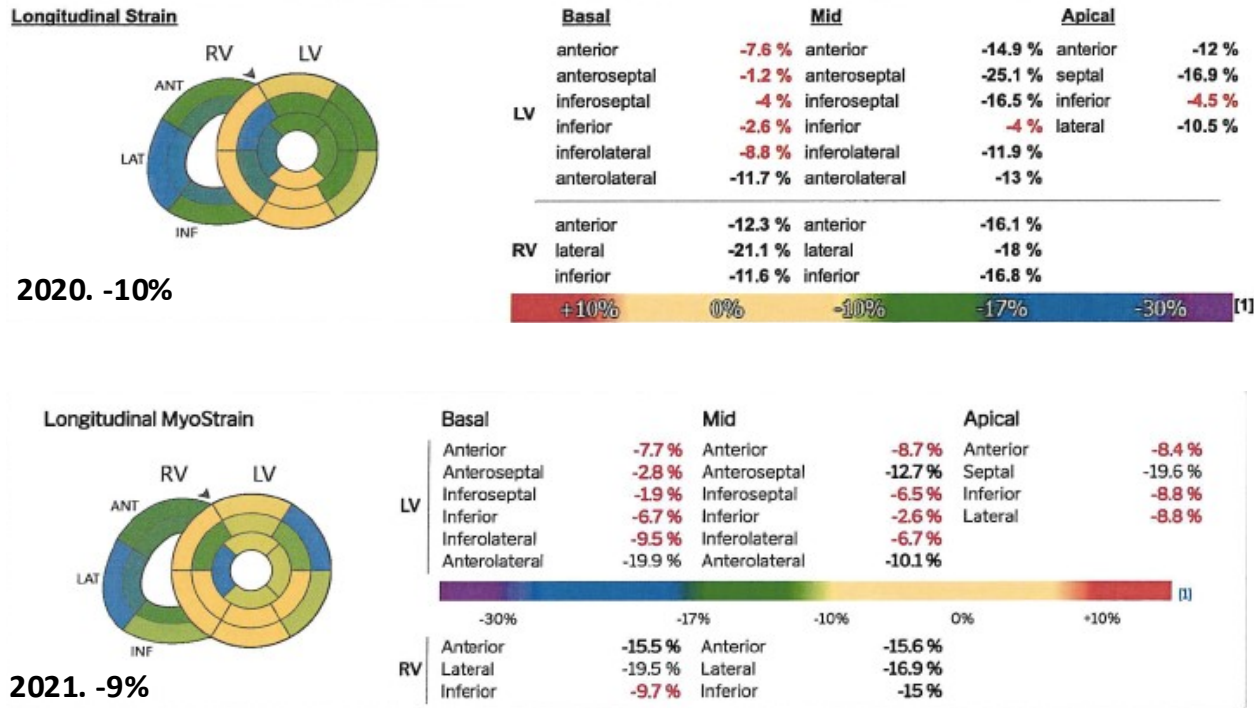 Longitudinal Strain
RV LV
ANT
LAT
INF
2020. -10%
Basal Mid Apical
LV
anterior -7.6 % anterior -14.9 % anterior -12 %
anteroseptal -1.2 % anteroseptal -25.1 % septal -16.9 %
inferoseptal -4 % inferoseptal -16.5 % inferior -4.5 %
inferior -2.6 % inferior -4 % lateral -10.5 %
inferolateral -8.8 % inferolateral -11.9 %
anterolateral -11.7 % anterolateral -13 %
RV
anterior -12.3 % anterior -16.1 %
lateral -21.1 % lateral -18 %
inferior -11.6 % inferior -16.8 %
+10% 0% -10% -17% -30% [1]
Longitudinal MyoStrain
RV LV
ANT
LAT
INF
2021. -9%
Basal Mid Apical
LV
Anterior -7.7 % Anterior -8.7 % Anterior -8.4 %
Anteroseptal -2.8 % Anteroseptal -12.7 % Septal -19.6 %
Inferoseptal -1.9 % Inferoseptal -6.5 % Inferior -8.8 %
Inferior -6.7 % Inferior -2.6 % Lateral -8.8 %
Inferolateral -9.5 % Inferolateral -6.7 %
Anterolateral -19.9 % Anterolateral -10.1 %
[1]
-30% -17% -10% 0% +10%
RV
Anterior -15.5 % Anterior -15.6 %
Lateral -19.5 % Lateral -16.9 %
Inferior -9.7 % Inferior -15 %